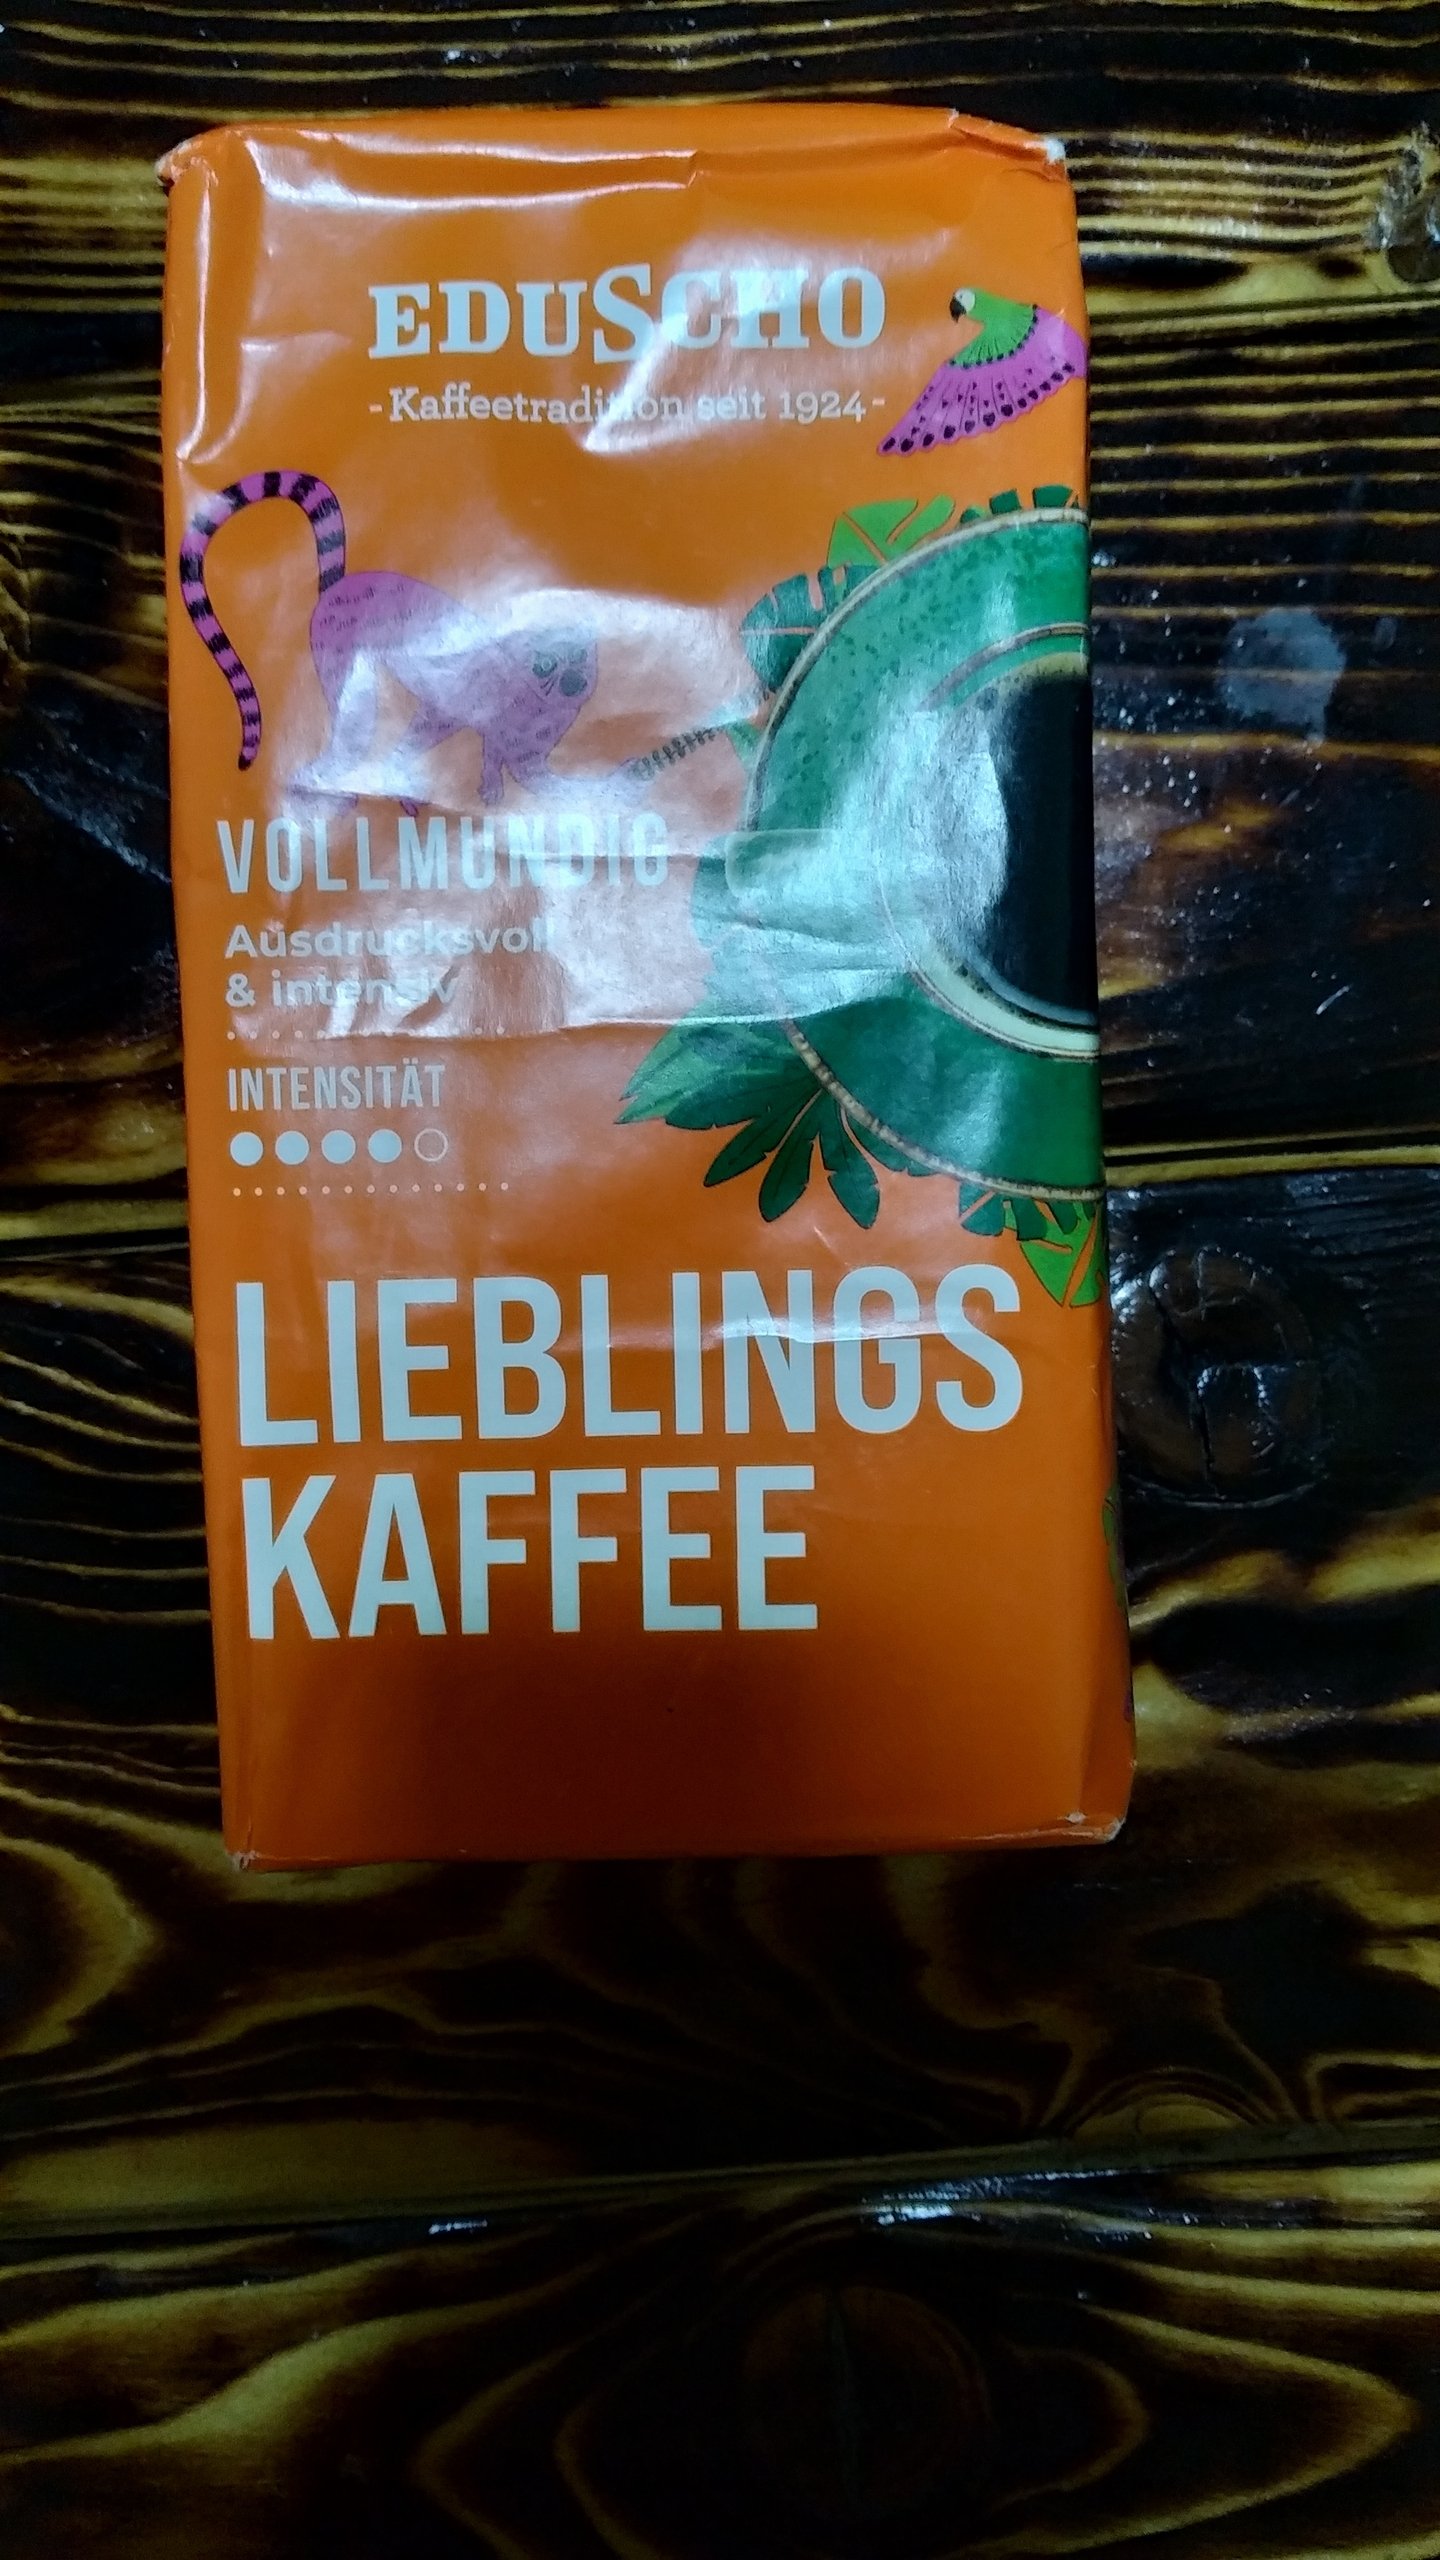 EDUSCHO
-Kaffeetradition seit 1924-
VOLLMUNDIG
Ausdrucksvoll
& intensiv
INTENSITÄT
LIEBLINGS
KAFFEE